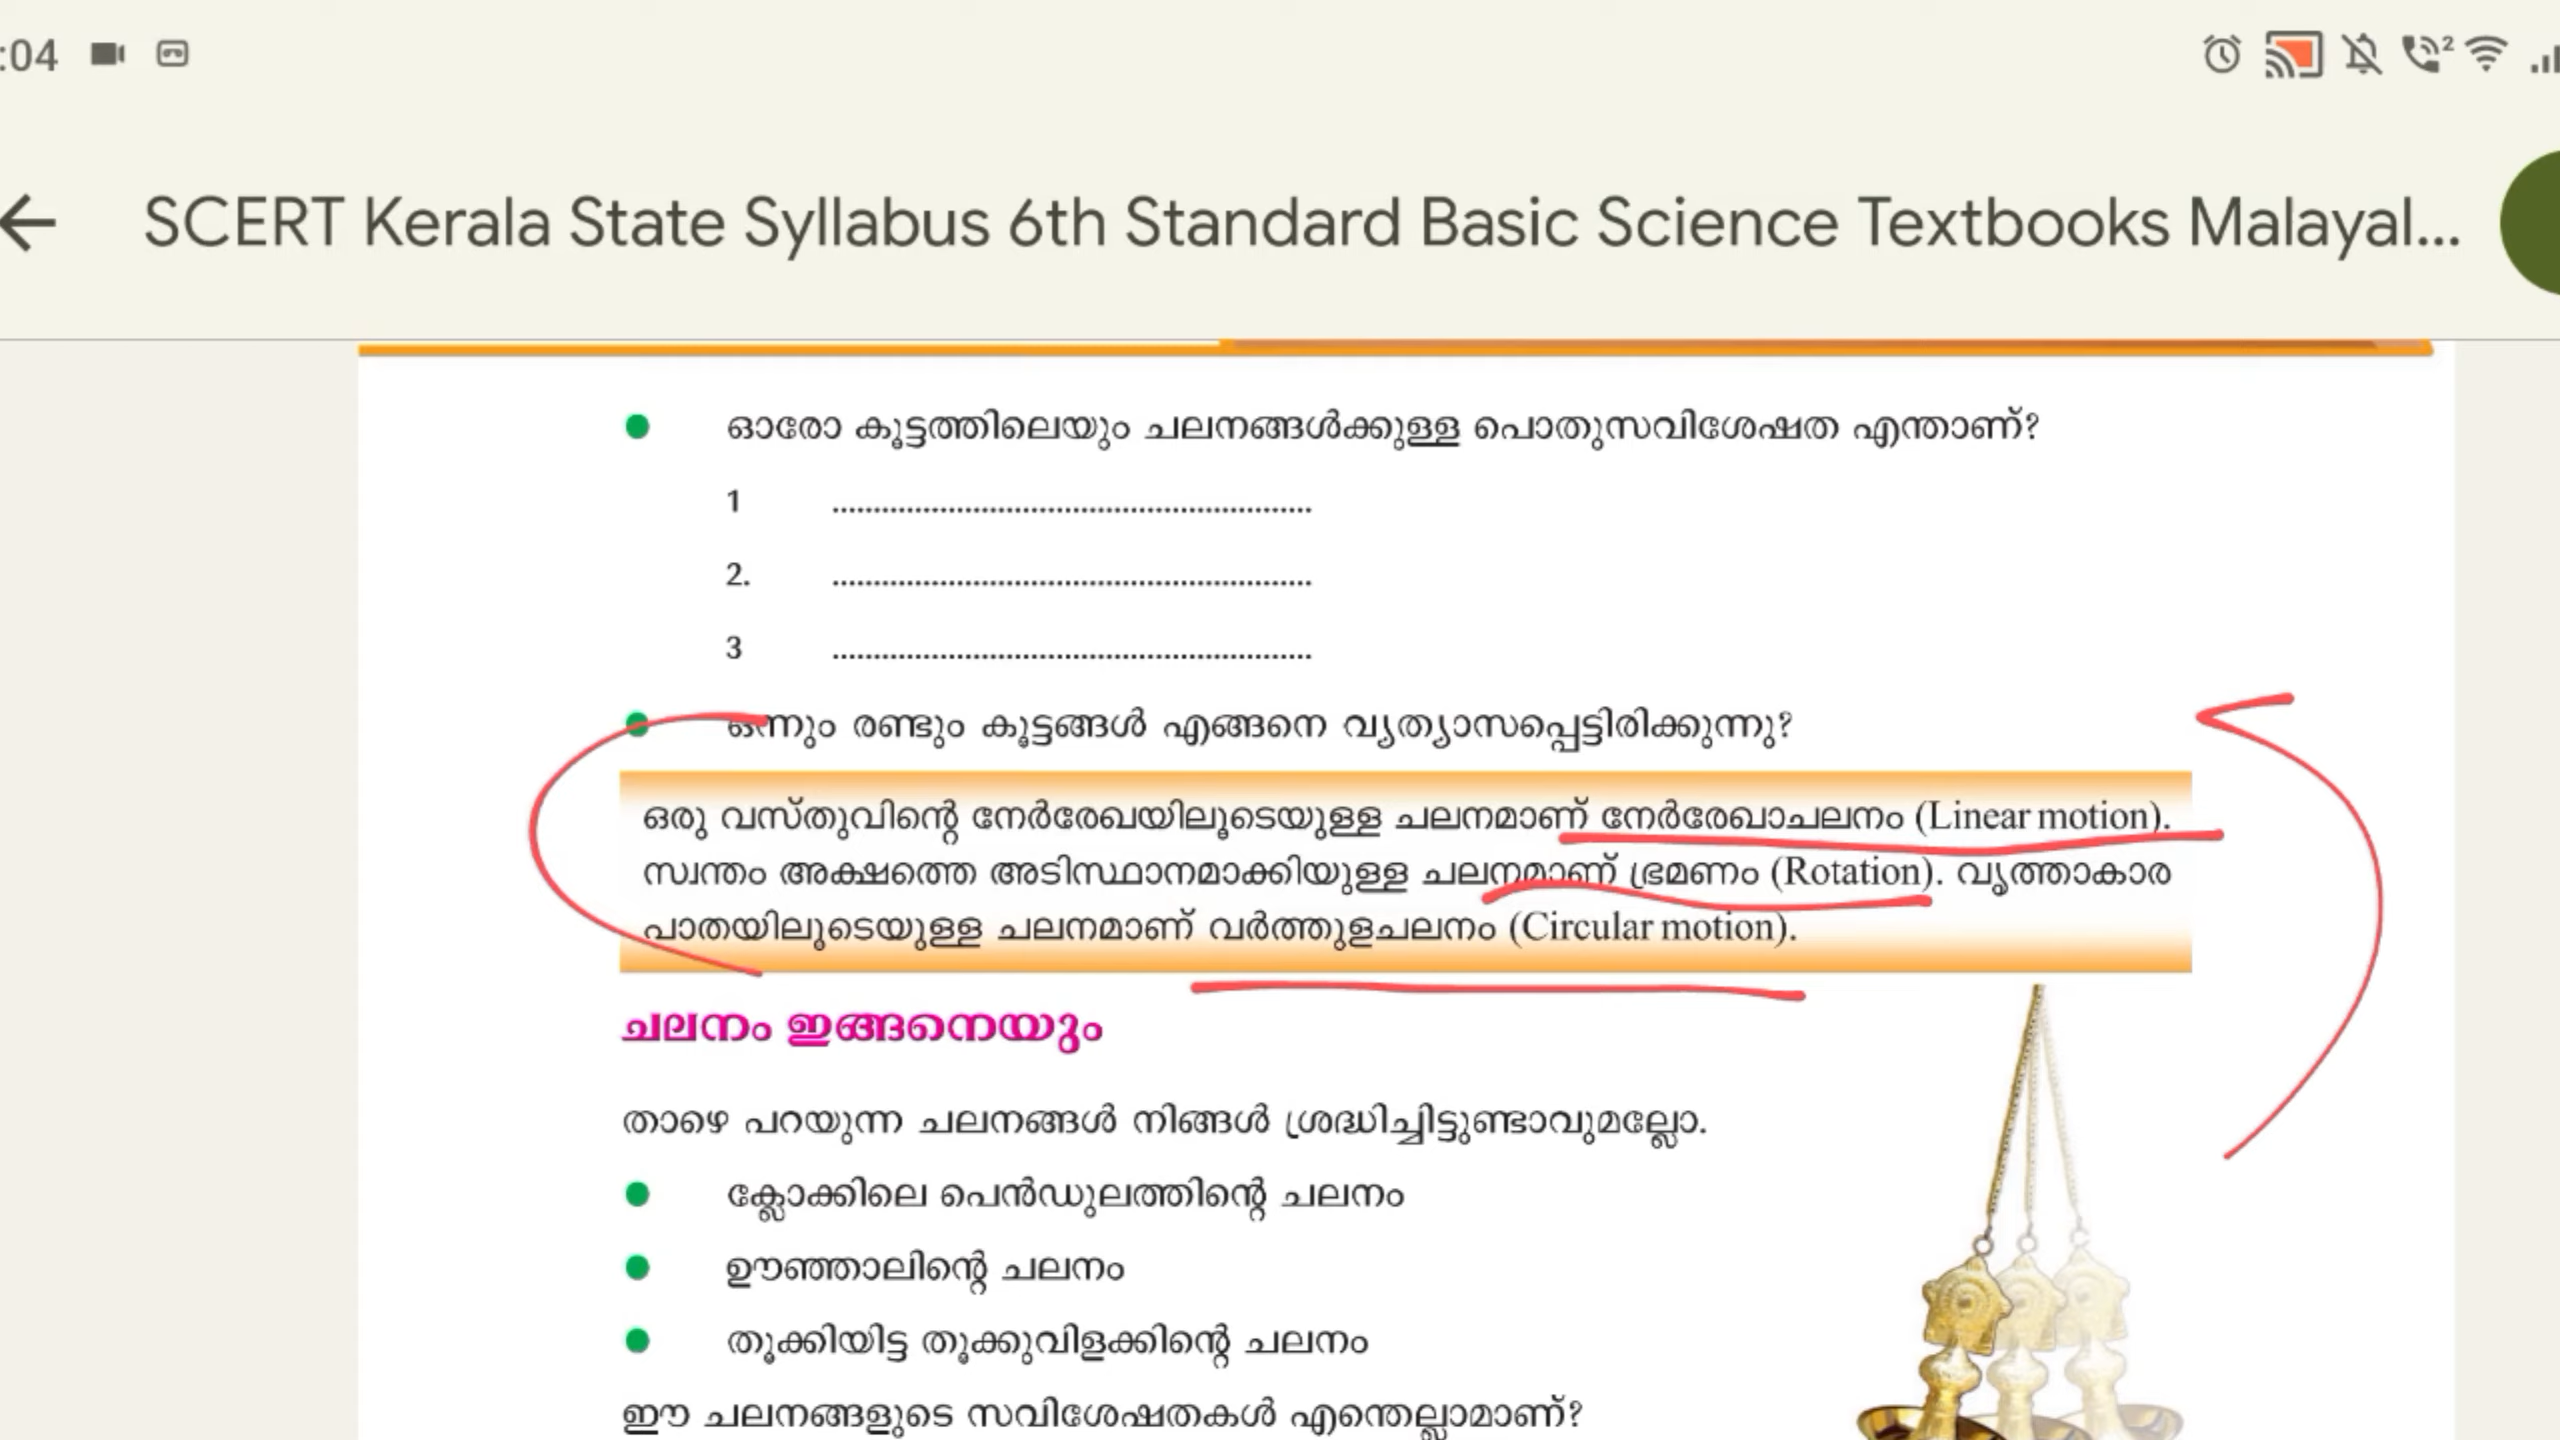 :04
SCERT Kerala State Syllabus 6th Standard Basic Science Textbooks Malayal...
ഓരോ കൂട്ടത്തിലെയും ചലനങ്ങൾക്കുള്ള പൊതുസവിശേഷത എന്താണ്?
1 ..........................................................
2. ..........................................................
3 ..........................................................
ഒന്നും രണ്ടും കൂട്ടങ്ങൾ എങ്ങനെ വ്യത്യാസപ്പെട്ടിരിക്കുന്നു?
ഒരു വസ്തുവിന്റെ നേർരേഖയിലൂടെയുള്ള ചലനമാണ് നേർരേഖാചലനം (Linear motion).
സ്വന്തം അക്ഷത്തെ അടിസ്ഥാനമാക്കിയുള്ള ചലനമാണ് ഭ്രമണം (Rotation). വൃത്താകാര
പാതയിലൂടെയുള്ള ചലനമാണ് വർത്തുളചലനം (Circular motion).
ചലനം ഇങ്ങനെയും
താഴെ പറയുന്ന ചലനങ്ങൾ നിങ്ങൾ ശ്രദ്ധിച്ചിട്ടുണ്ടാവുമല്ലോ.
ക്ലോക്കിലെ പെൻഡുലത്തിന്റെ ചലനം
ഊഞ്ഞാലിന്റെ ചലനം
തൂക്കിയിട്ട തൂക്കുവിളക്കിന്റെ ചലനം
ഈ ചലനങ്ങളുടെ സവിശേഷതകൾ എന്തെല്ലാമാണ്?